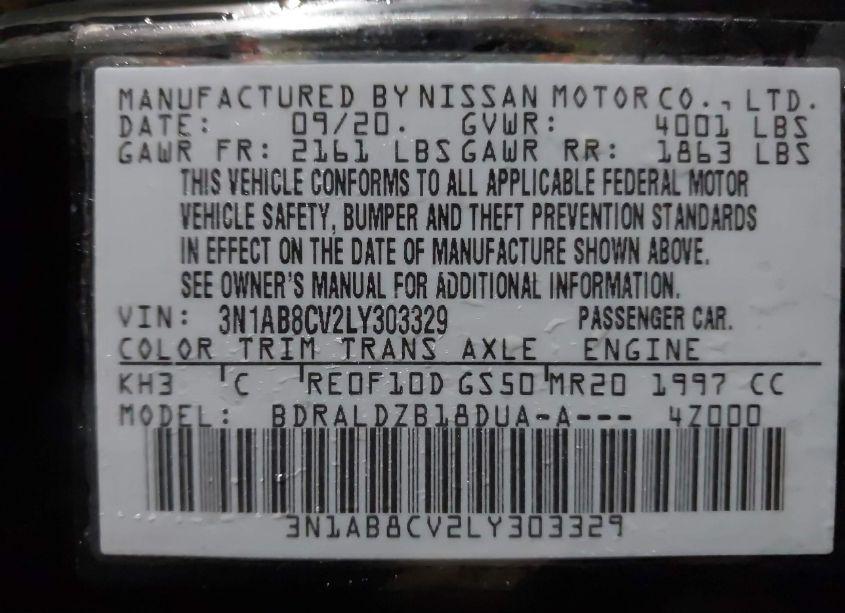 MANUFACTURED BY NISSAN MOTOR CO., LTD.
DATE: 09/20. GVWR: 4001 LBS
GAWR FR: 2161 LBS GAWR RR: 1863 LBS
THIS VEHICLE CONFORMS TO ALL APPLICABLE FEDERAL MOTOR
VEHICLE SAFETY, BUMPER AND THEFT PREVENTION STANDARDS
IN EFFECT ON THE DATE OF MANUFACTURE SHOWN ABOVE.
SEE OWNER'S MANUAL FOR ADDITIONAL INFORMATION.
VIN: 3N1AB8CV2LY303329 PASSENGER CAR.
COLOR TRIM TRANS AXLE ENGINE
KH3 C RE0F10D GS50 MR20 1997 CC
MODEL: BDRALDZB18DUA-A--- 4Z000
3N1AB8CV2LY303329